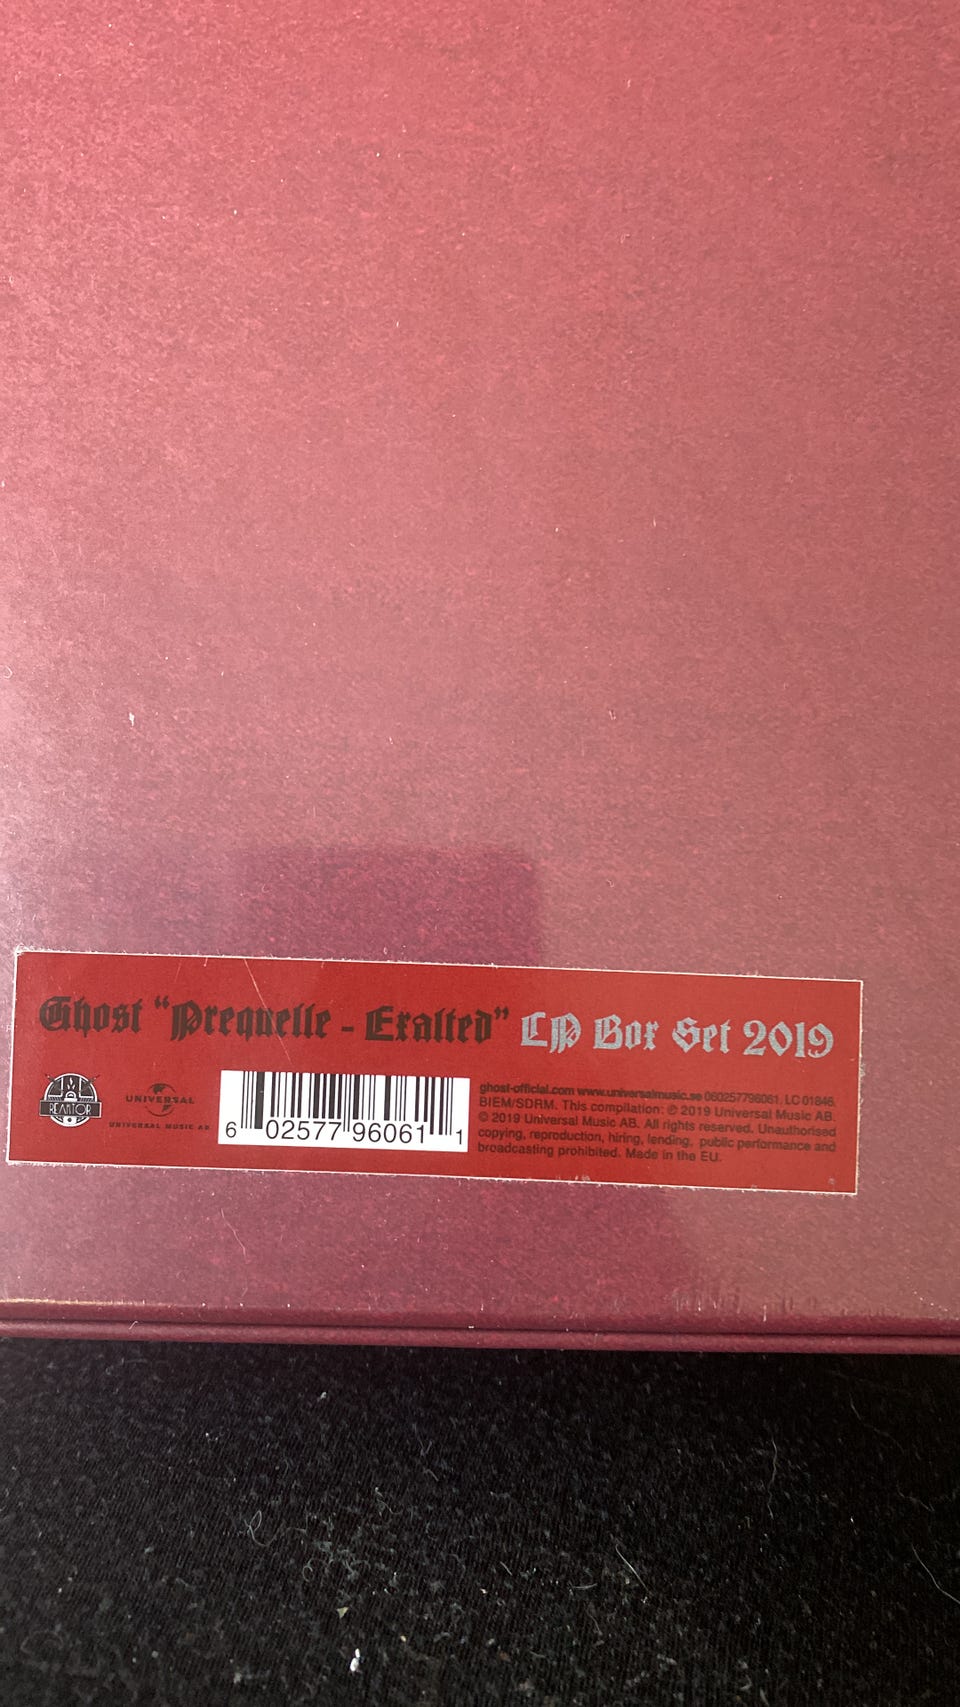 Ghost “Prequelle - Exalted” LP Box Set 2019
REAKTOR
UNIVERSAL
UNIVERSAL MUSIC AB
6 02577 96061 1
ghost-official.com www.universalmusic.se 060257796061. LC 01846.
BIEM/SDRM. This compilation: ℗ 2019 Universal Music AB.
© 2019 Universal Music AB. All rights reserved. Unauthorised
copying, reproduction, hiring, lending, public performance and
broadcasting prohibited. Made in the EU.